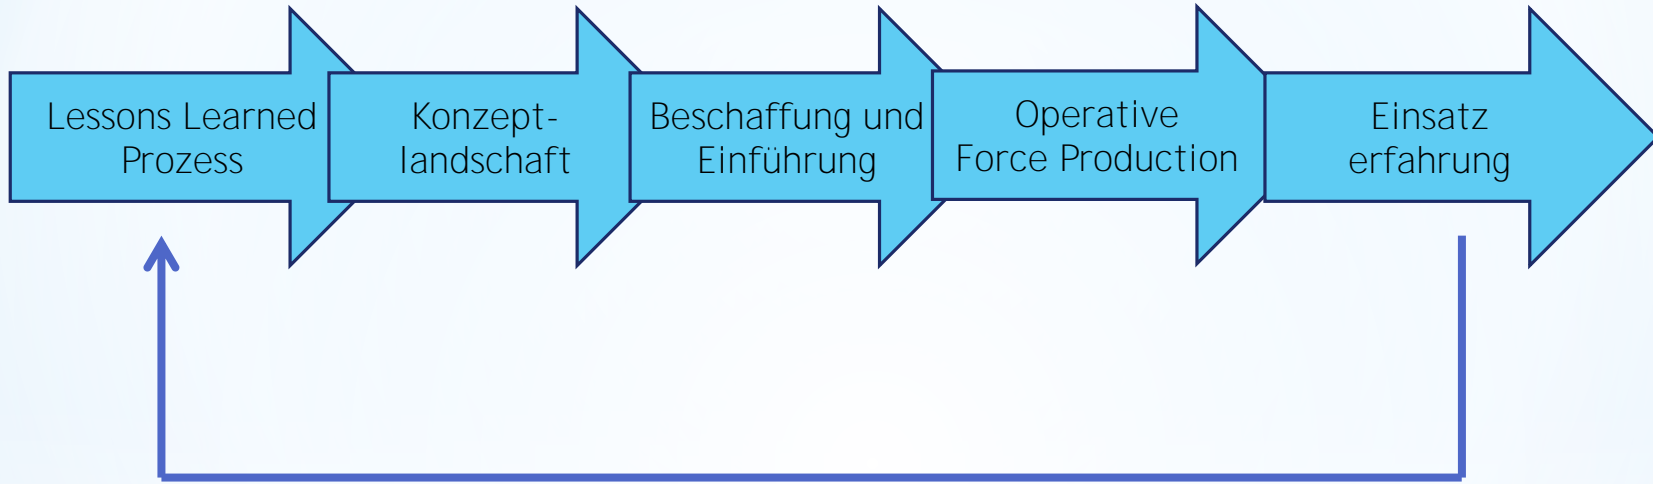 Lessons Learned
Prozess
Konzept-
landschaft
Beschaffung und
Einführung
Operative
Force Production
Einsatz
erfahrung